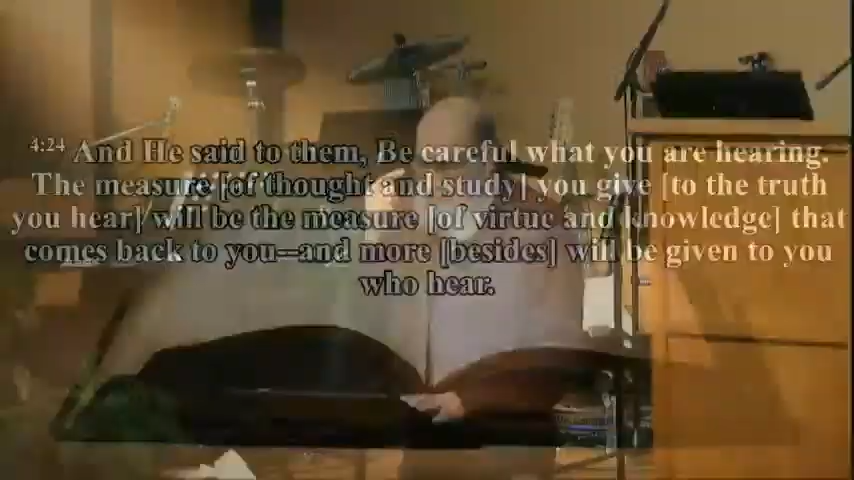 4:24 And He said to them, Be careful what you are hearing.
The measure [of thought and study] you give [to the truth
you hear] will be the measure [of virtue and knowledge] that
comes back to you--and more [besides] will be given to you
who hear.